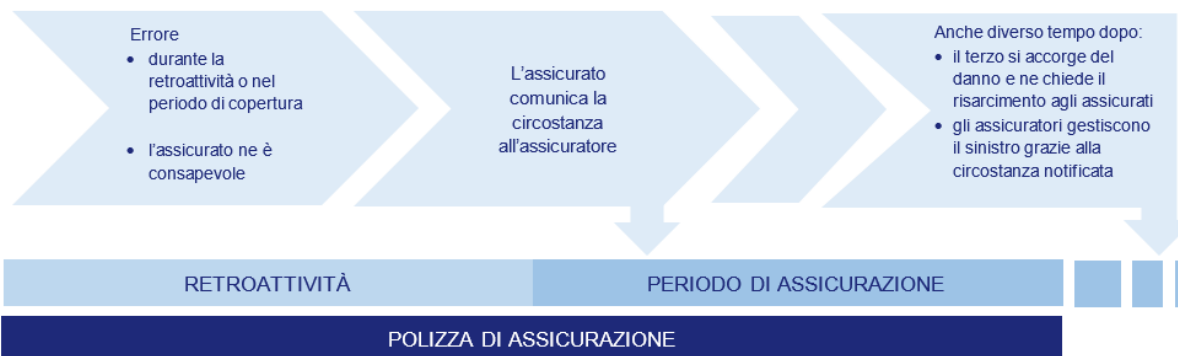 Errore
• durante la
retroattività o nel
periodo di copertura
• l'assicurato ne è
consapevole
L'assicurato
comunica la
circostanza
all'assicuratore
Anche diverso tempo dopo:
• il terzo si accorge del
danno e ne chiede il
risarcimento agli assicurati
• gli assicuratori gestiscono
il sinistro grazie alla
circostanza notificata
RETROATTIVITÀ
PERIODO DI ASSICURAZIONE
POLIZZA DI ASSICURAZIONE